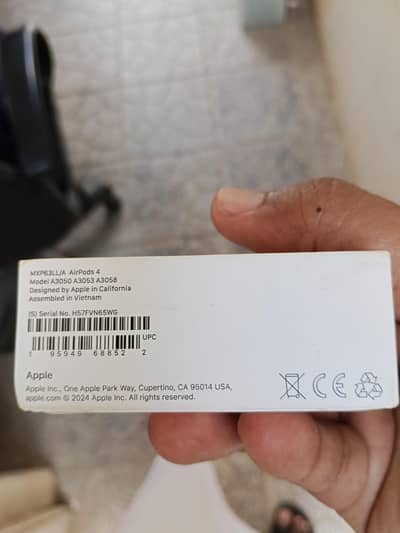 MXP63LL/A AirPods 4
Model A3050 A3053 A3058
Designed by Apple in California
Assembled in Vietnam
(S) Serial No. H57FVN65WG
UPC
1 95949 68852 2
Apple
Apple Inc., One Apple Park Way, Cupertino, CA 95014 USA,
apple.com © 2024 Apple Inc. All rights reserved.
CE